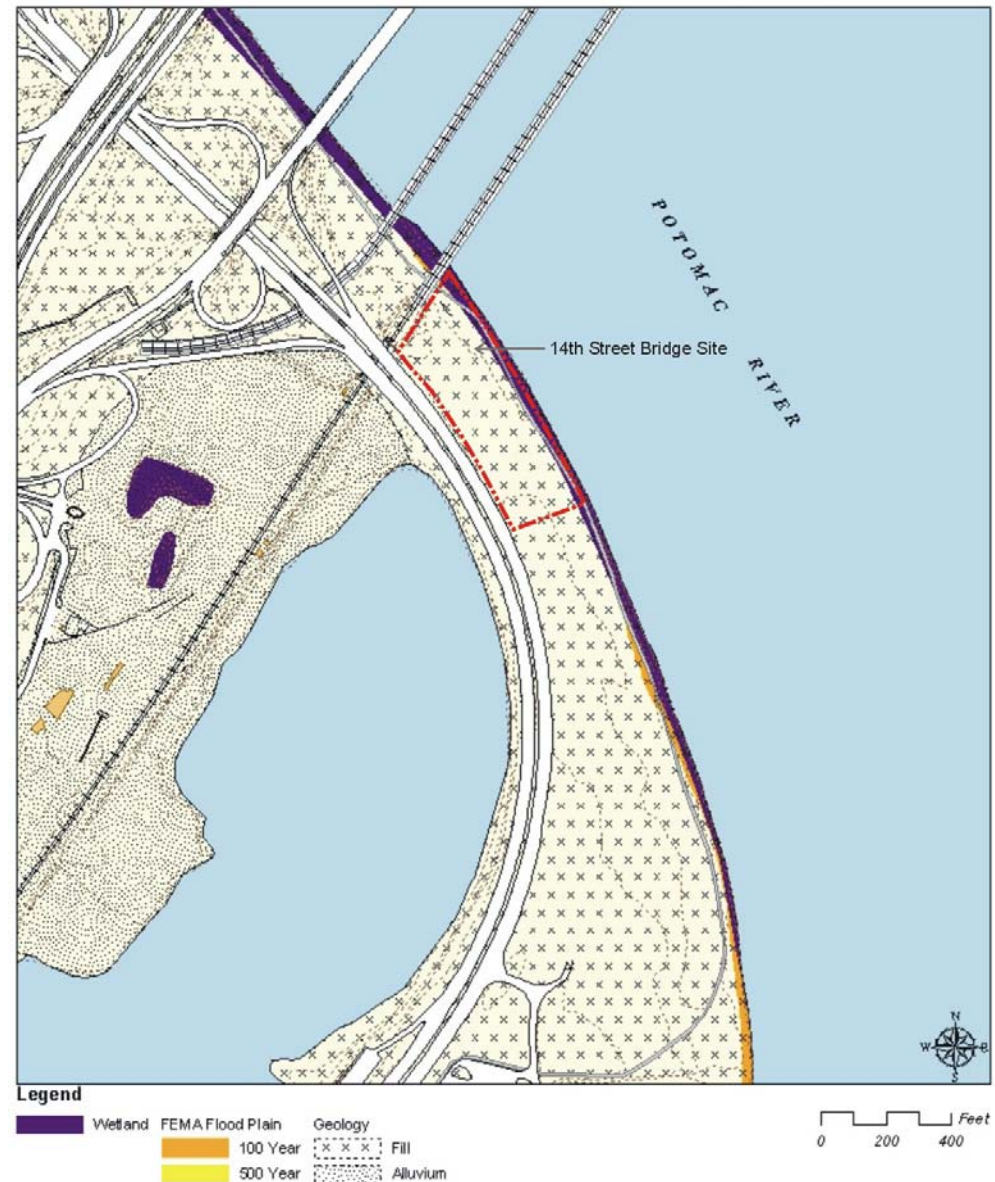 POTOMAC
RIVER
14th Street Bridge Site
N
W E
S
Legend
Wetland FEMA Flood Plain Geology
100 Year Fill
500 Year Alluvium
Feet
0 200 400